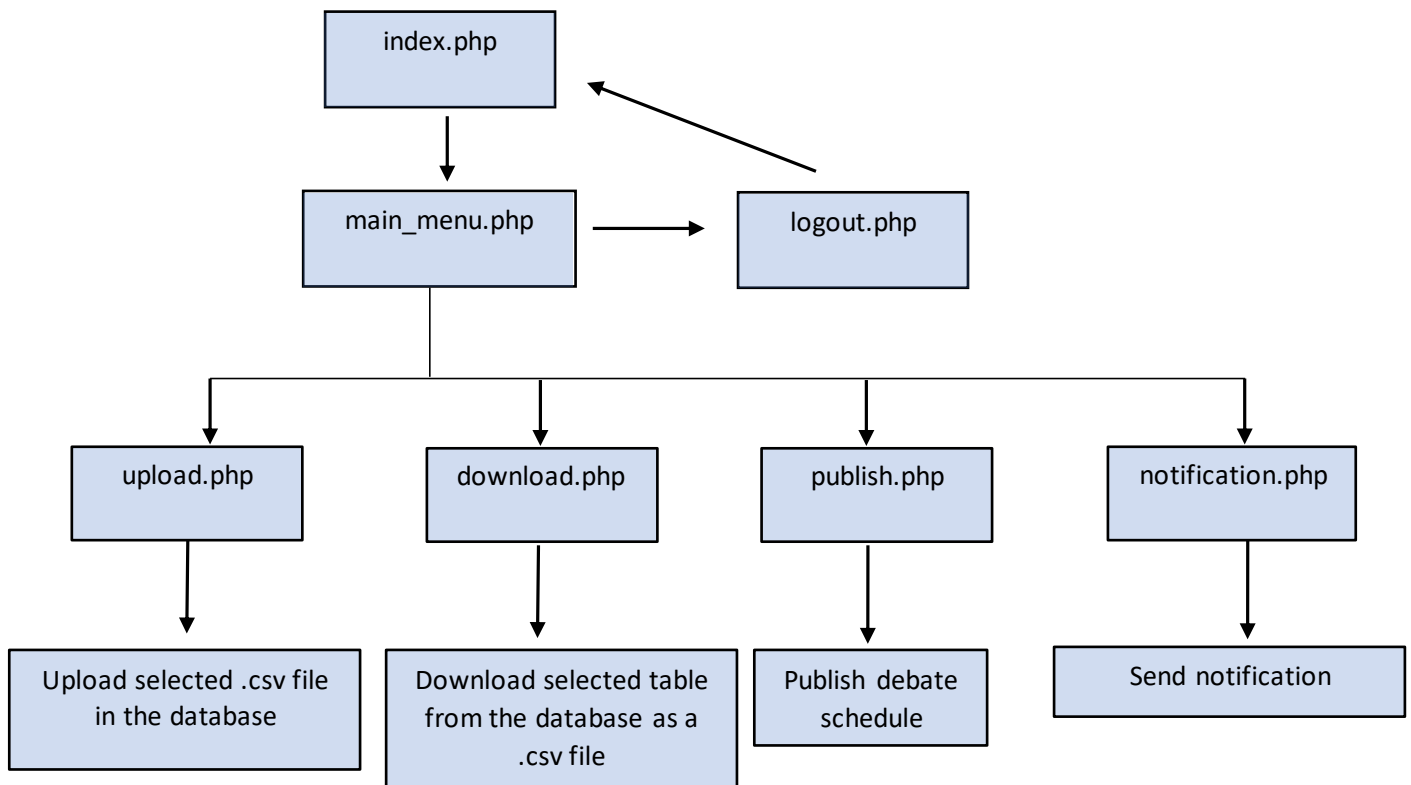 index.php
main_menu.php
logout.php
upload.php
download.php
publish.php
notification.php
Upload selected .csv file
in the database
Download selected table
from the database as a
.csv file
Publish debate
schedule
Send notification